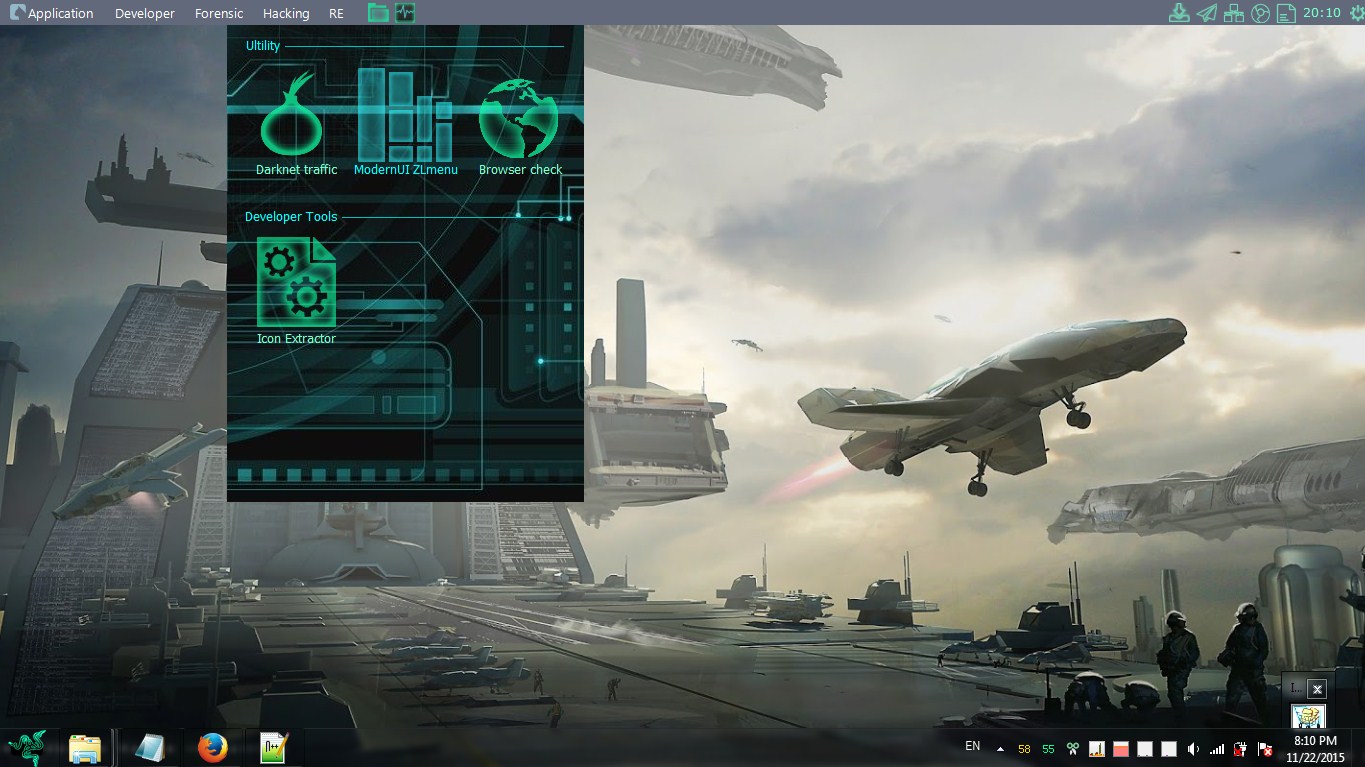 Application Developer Forensic Hacking RE 20:10
Ultility
Darknet traffic ModernUI ZLmenu Browser check
Developer Tools
Icon Extractor
I...
n++
EN 58 55 8:10 PM
11/22/2015